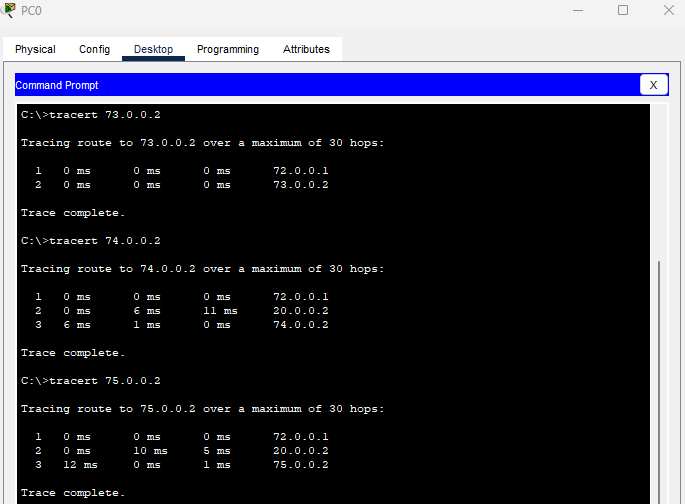 PC0
Physical Config Desktop Programming Attributes
Command Prompt X
C:\>tracert 73.0.0.2
Tracing route to 73.0.0.2 over a maximum of 30 hops:
1 0 ms 0 ms 0 ms 72.0.0.1
2 0 ms 0 ms 0 ms 73.0.0.2
Trace complete.
C:\>tracert 74.0.0.2
Tracing route to 74.0.0.2 over a maximum of 30 hops:
1 0 ms 0 ms 0 ms 72.0.0.1
2 0 ms 6 ms 11 ms 20.0.0.2
3 6 ms 1 ms 0 ms 74.0.0.2
Trace complete.
C:\>tracert 75.0.0.2
Tracing route to 75.0.0.2 over a maximum of 30 hops:
1 0 ms 0 ms 0 ms 72.0.0.1
2 0 ms 10 ms 5 ms 20.0.0.2
3 12 ms 0 ms 1 ms 75.0.0.2
Trace complete.